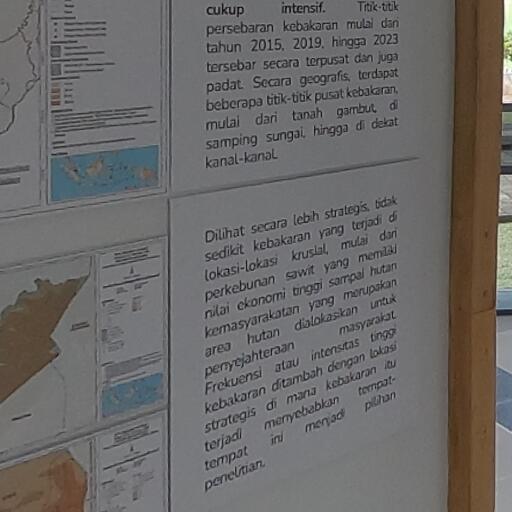 cukup intensif. Titik-titik
persebaran kebakaran mulai dari
tahun 2015, 2019, hingga 2023
tersebar secara terpusat dan juga
padat. Secara geografis, terdapat
beberapa titik-titik pusat kebakaran,
mulai dari tanah gambut, di
samping sungai, hingga di dekat
kanal-kanal.
Dilihat secara lebih strategis, tidak
sedikit kebakaran yang terjadi di
lokasi-lokasi krusial, mulai dari
perkebunan sawit yang memiliki
nilai ekonomi tinggi sampai hutan
kemasyarakatan yang merupakan
area hutan dialokasikan untuk
penyejahteraan masyarakat.
Frekuensi atau intensitas tinggi
kebakaran ditambah dengan lokasi
strategis di mana kebakaran itu
terjadi menyebabkan tempat-
tempat ini menjadi pilihan
penelitian.